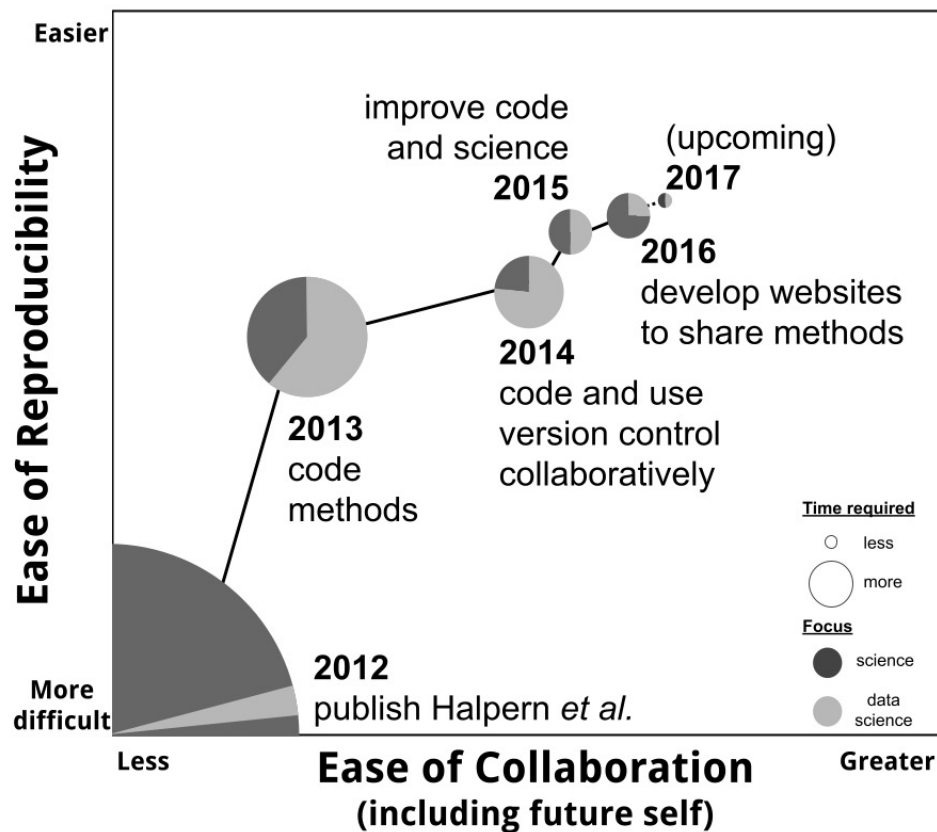 Easier
Ease of Reproducibility
More
difficult
improve code
and science
2015
(upcoming)
2017
2016
develop websites
to share methods
2014
code and use
version control
collaboratively
2013
code
methods
2012
publish Halpern et al.
Time required
less
more
Focus
science
data
science
Less
Ease of Collaboration
(including future self)
Greater